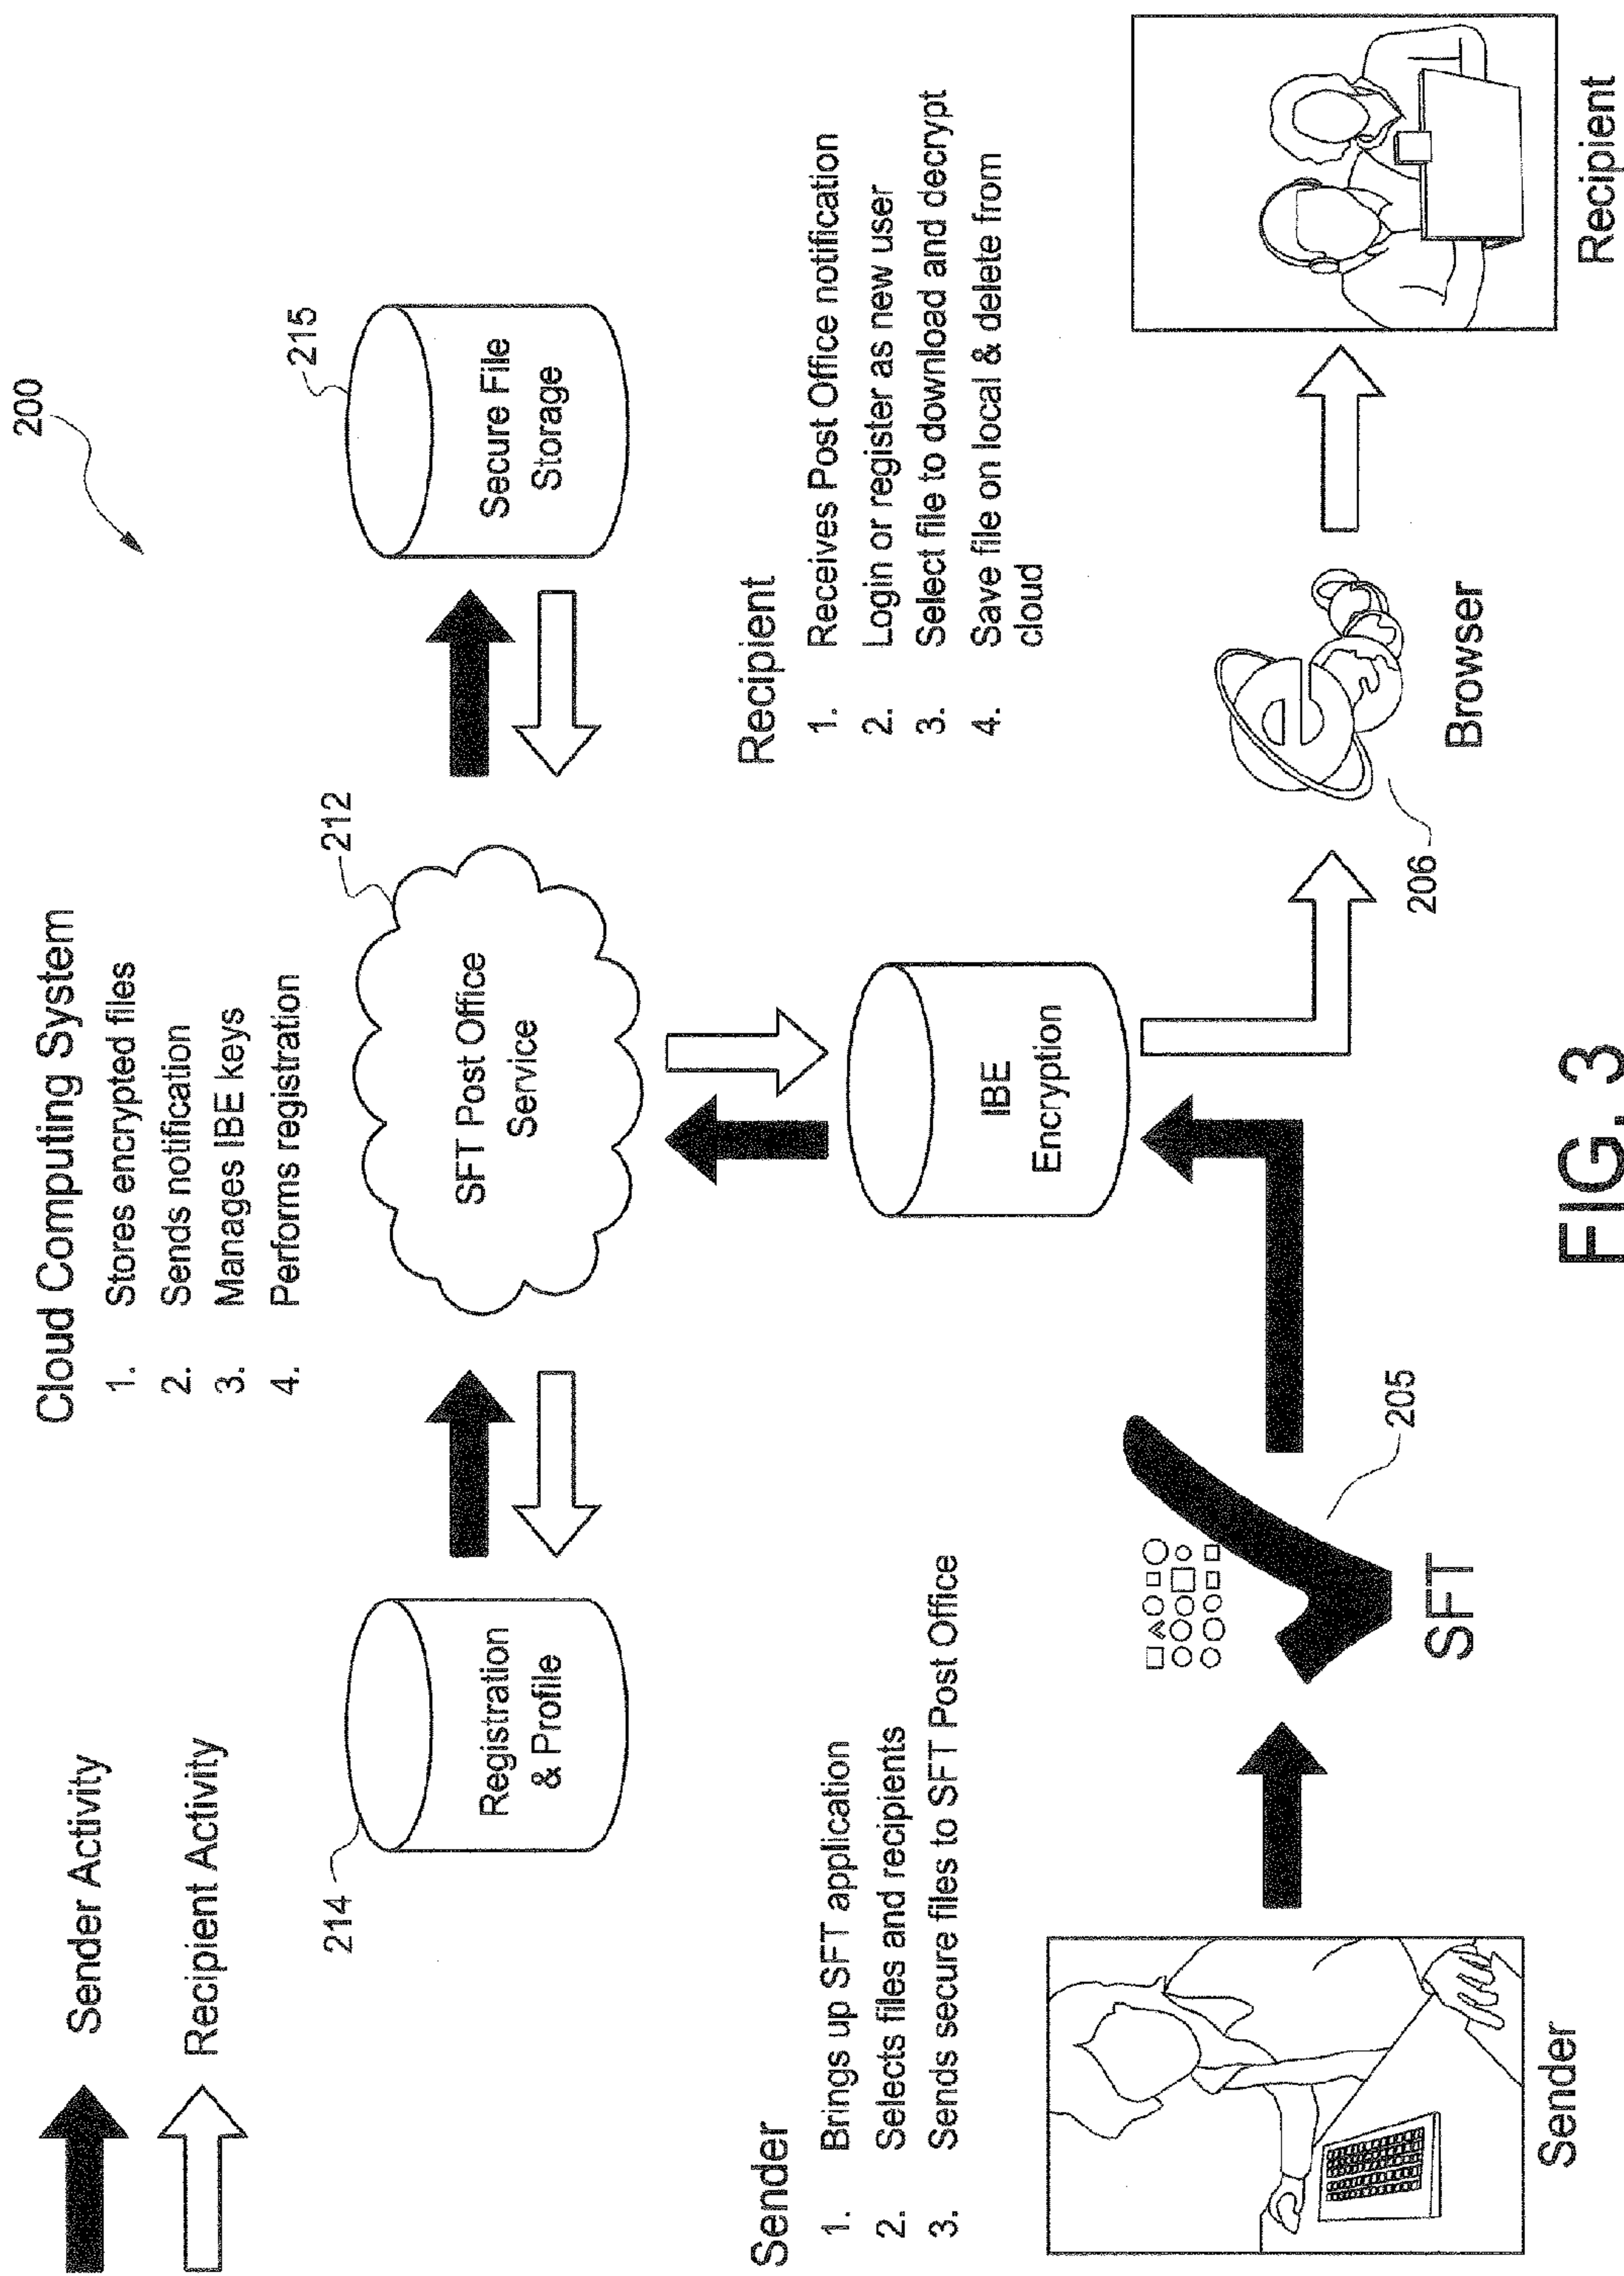 200
Sender Activity
Recipient Activity
Cloud Computing System
1. Stores encrypted files
2. Sends notification
3. Manages IBE keys
4. Performs registration
214
Registration
& Profile
212
SFT Post Office
Service
215
Secure File
Storage
Sender
1. Brings up SFT application
2. Selects files and recipients
3. Sends secure files to SFT Post Office
IBE
Encryption
Recipient
1. Receives Post Office notification
2. Login or register as new user
3. Select file to download and decrypt
4. Save file on local & delete from
cloud
Sender
SFT
205
206
Browser
Recipient
FIG. 3